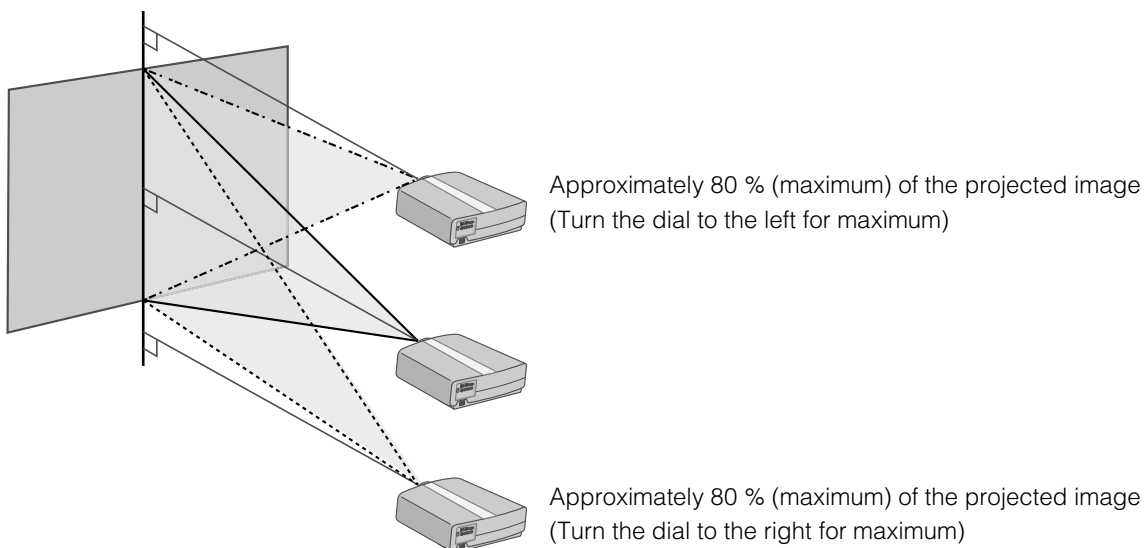 Approximately 80 % (maximum) of the projected image
(Turn the dial to the left for maximum)
Approximately 80 % (maximum) of the projected image
(Turn the dial to the right for maximum)